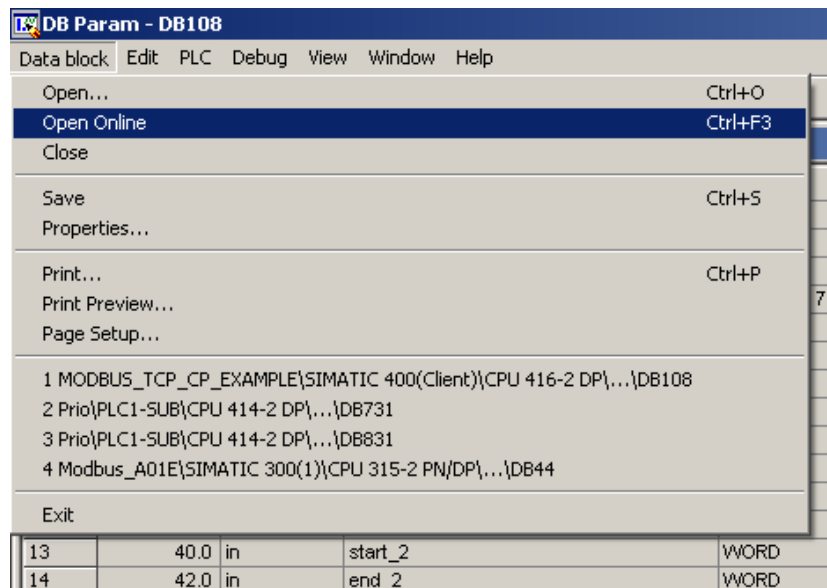 DB Param - DB108
Data block Edit PLC Debug View Window Help
Open... Ctrl+O
Open Online Ctrl+F3
Close
Save Ctrl+S
Properties...
Print... Ctrl+P
Print Preview...
Page Setup...
1 MODBUS_TCP_CP_EXAMPLE\SIMATIC 400(Client)\CPU 416-2 DP\...\DB108
2 Prio\PLC1-SUB\CPU 414-2 DP\...\DB731
3 Prio\PLC1-SUB\CPU 414-2 DP\...\DB831
4 Modbus_A01E\SIMATIC 300(1)\CPU 315-2 PN/DP\...\DB44
Exit
7
13 40.0 in start_2 WORD
14 42.0 in end_2 WORD